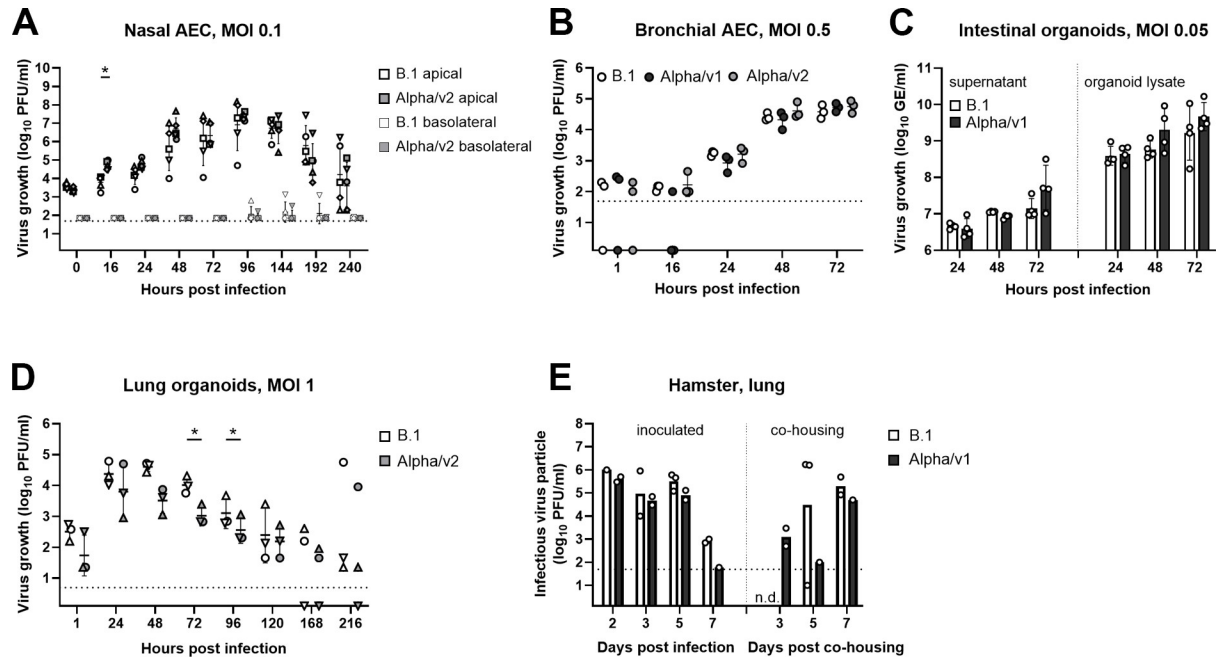 A
Nasal AEC, MOI 0.1
Virus growth (log10 PFU/ml)
10
9
8
7
6
5
4
3
2
1
*
0 16 24 48 72 96 144 192 240
Hours post infection
B.1 apical
Alpha/v2 apical
B.1 basolateral
Alpha/v2 basolateral
B
Bronchial AEC, MOI 0.5
B.1 Alpha/v1 Alpha/v2
Virus growth (log10 PFU/ml)
6
5
4
3
2
1
0
1 16 24 48 72
Hours post infection
C
Intestinal organoids, MOI 0.05
supernatant organoid lysate
B.1
Alpha/v1
Virus growth (log10 GE/ml)
11
10
9
8
7
6
24 48 72 24 48 72
Hours post infection
D
Lung organoids, MOI 1
Virus growth (log10 PFU/ml)
6
5
4
3
2
1
* *
1 24 48 72 96 120 168 216
Hours post infection
B.1
Alpha/v2
E
Hamster, lung
inoculated co-housing
Infectious virus particle
(log10 PFU/ml)
8
7
6
5
4
3
2
1
n.d.
2 3 5 7 3 5 7
Days post infection Days post co-housing
B.1
Alpha/v1